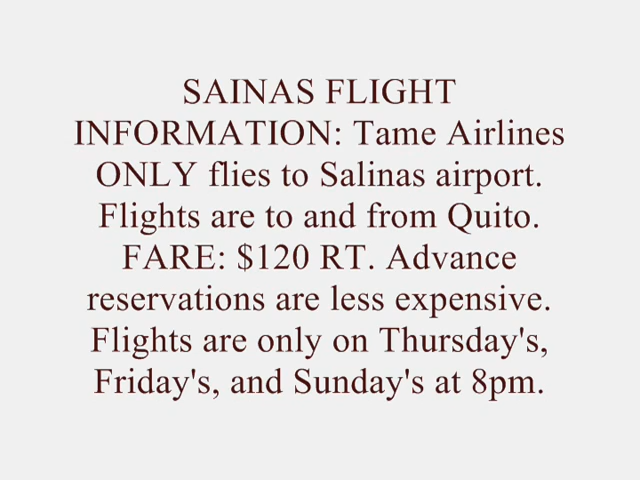 SAINAS FLIGHT
INFORMATION: Tame Airlines
ONLY flies to Salinas airport.
Flights are to and from Quito.
FARE: $120 RT. Advance
reservations are less expensive.
Flights are only on Thursday's,
Friday's, and Sunday's at 8pm.